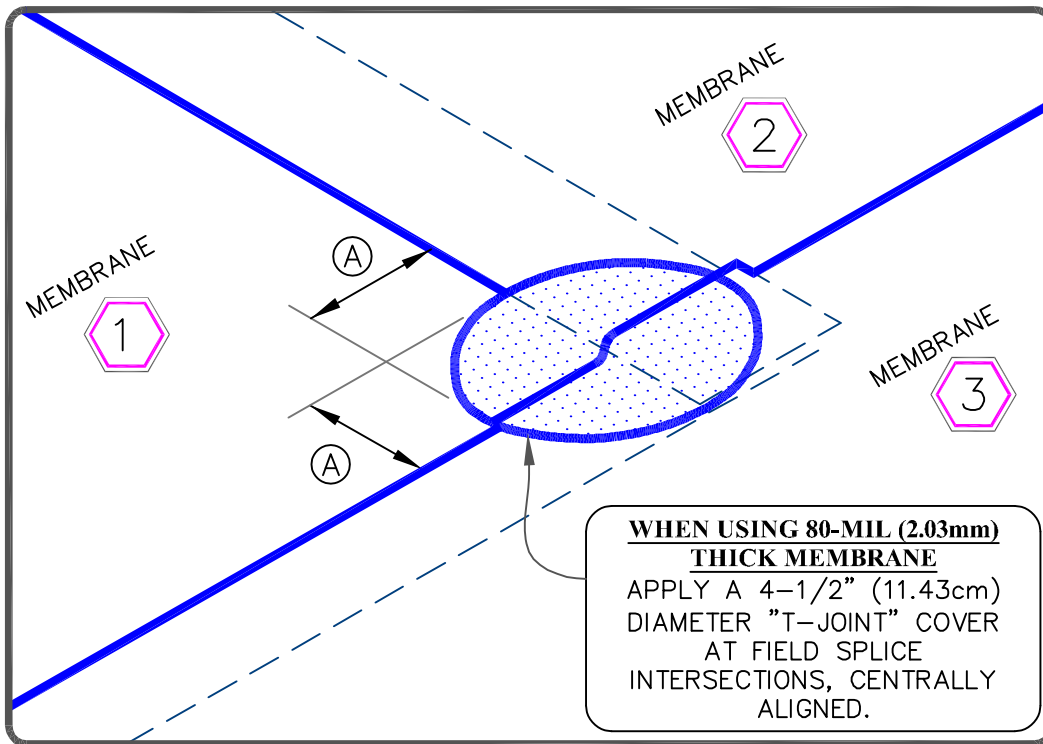 MEMBRANE
2
MEMBRANE
1
A
MEMBRANE
3
A
WHEN USING 80-MIL (2.03mm)
THICK MEMBRANE
APPLY A 4-1/2" (11.43cm)
DIAMETER "T-JOINT" COVER
AT FIELD SPLICE
INTERSECTIONS, CENTRALLY
ALIGNED.